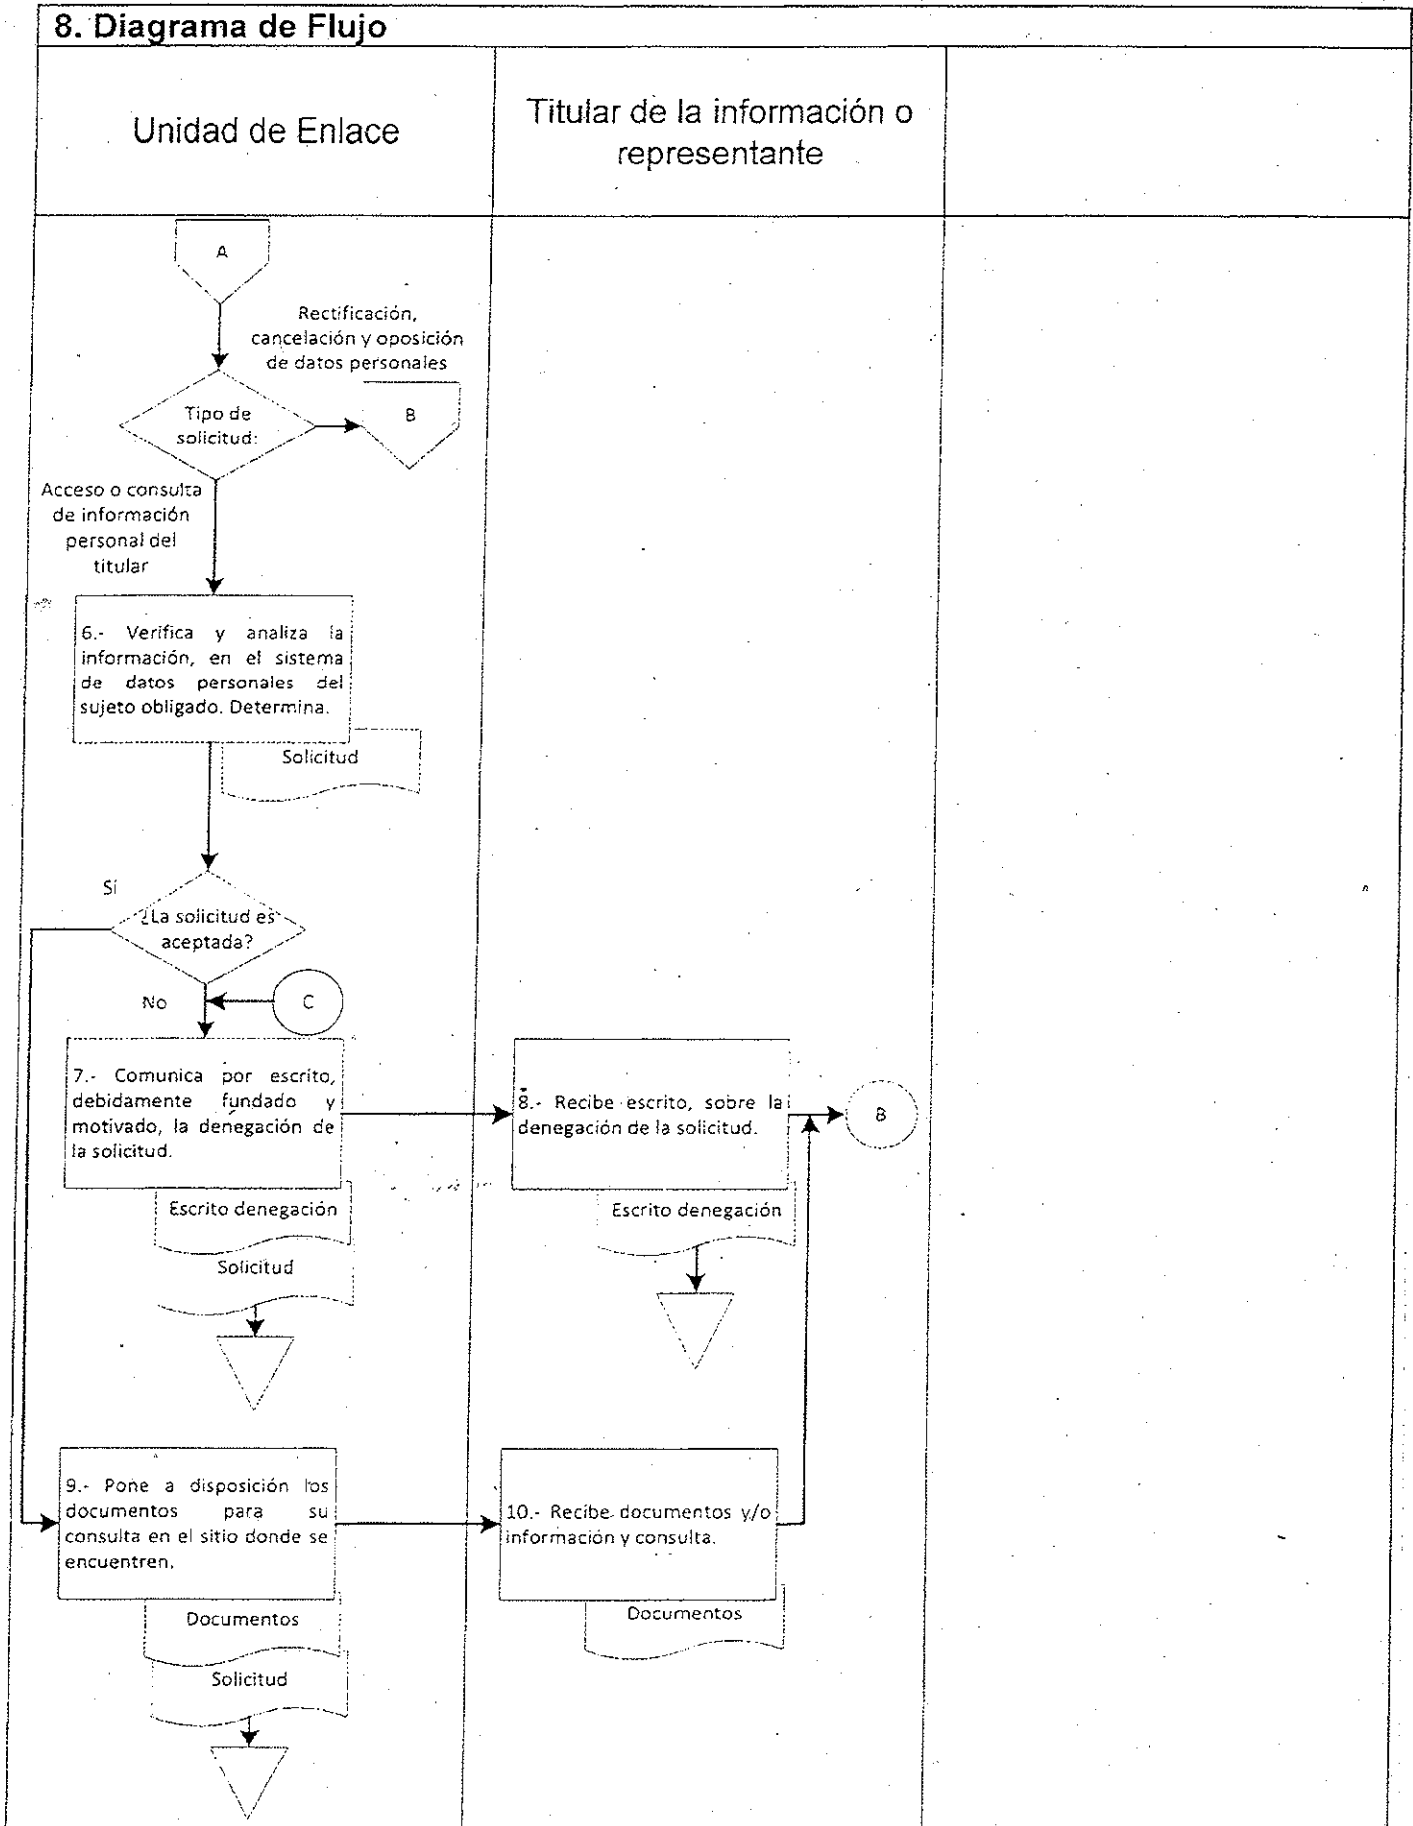 8. Diagrama de Flujo
Unidad de Enlace
Titular de la información o
representante
A
Rectificación,
cancelación y oposición
de datos personales
Tipo de
solicitud:
B
Acceso o consulta
de información
personal del
titular
6.- Verifica y analiza la
información, en el sistema
de datos personales del
sujeto obligado. Determina.
Solicitud
Sí
¿La solicitud es
aceptada?
No
C
7.- Comunica por escrito,
debidamente fundado y
motivado, la denegación de
la solicitud.
8.- Recibe escrito, sobre la
denegación de la solicitud.
B
Escrito denegación
Solicitud
Escrito denegación
9.- Pone a disposición los
documentos para su
consulta en el sitio donde se
encuentren.
10.- Recibe documentos y/o
información y consulta.
Documentos
Solicitud
Documentos